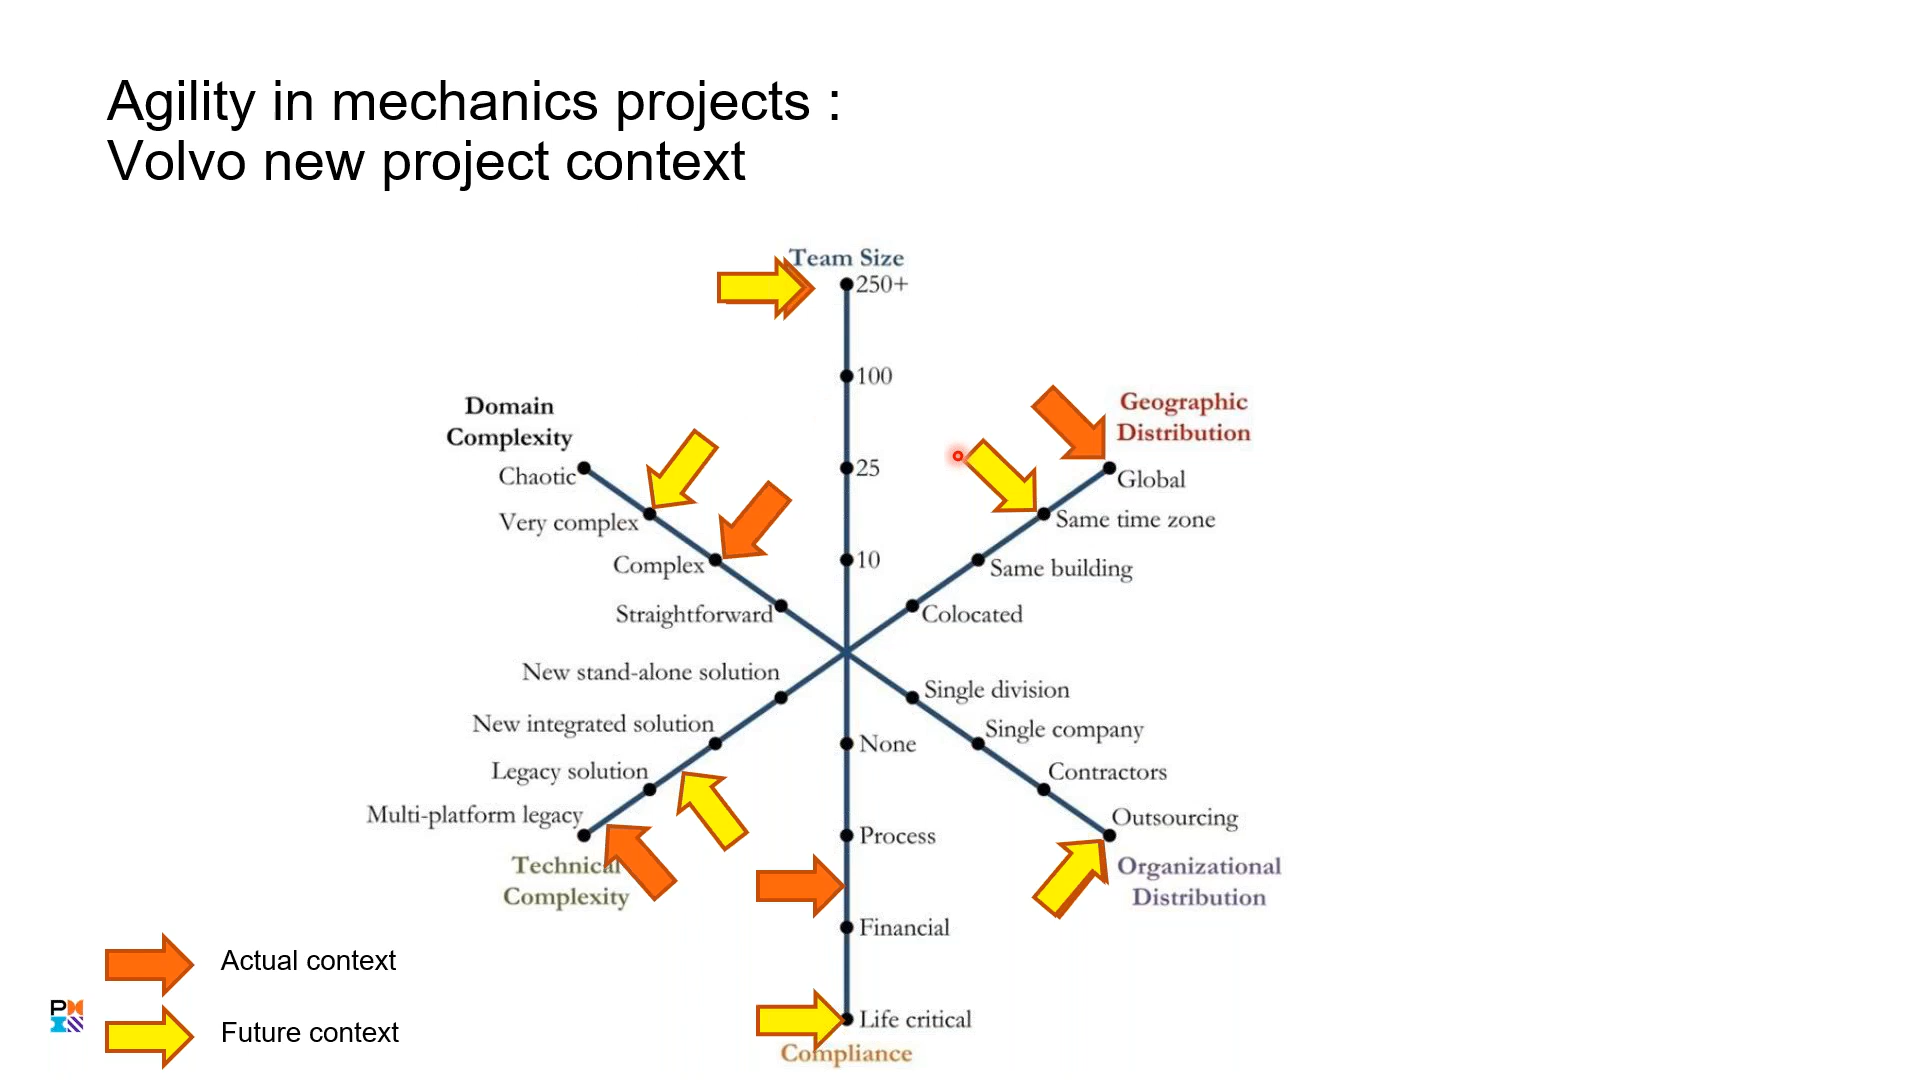 Agility in mechanics projects :
Volvo new project context
Team Size
250+
100
25
10
Domain
Complexity
Chaotic
Very complex
Complex
Straightforward
Geographic
Distribution
Global
Same time zone
Same building
Colocated
New stand-alone solution
New integrated solution
Legacy solution
Multi-platform legacy
Technical
Complexity
Single division
Single company
Contractors
Outsourcing
Organizational
Distribution
None
Process
Financial
Life critical
Compliance
Actual context
Future context